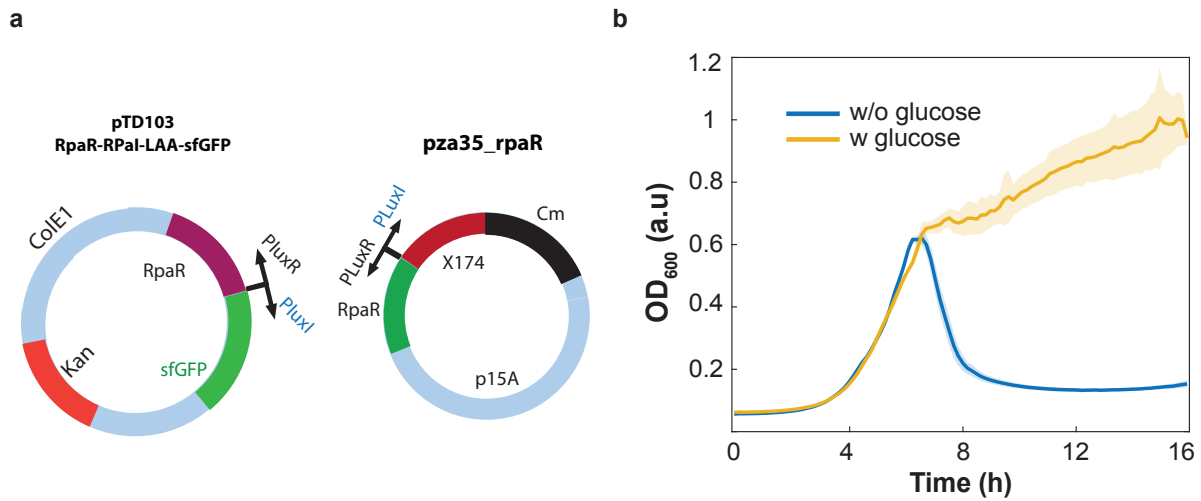 a
pTD103
RpaR-RPaI-LAA-sfGFP
ColE1
RpaR
PluxR
PluxI
sfGFP
Kan
pza35_rpaR
PLuxI
PLuxR
Cm
X174
RpaR
p15A
b
OD600 (a.u)
1.2
1
0.8
0.6
0.4
0.2
w/o glucose
w glucose
0
4
8
12
16
Time (h)